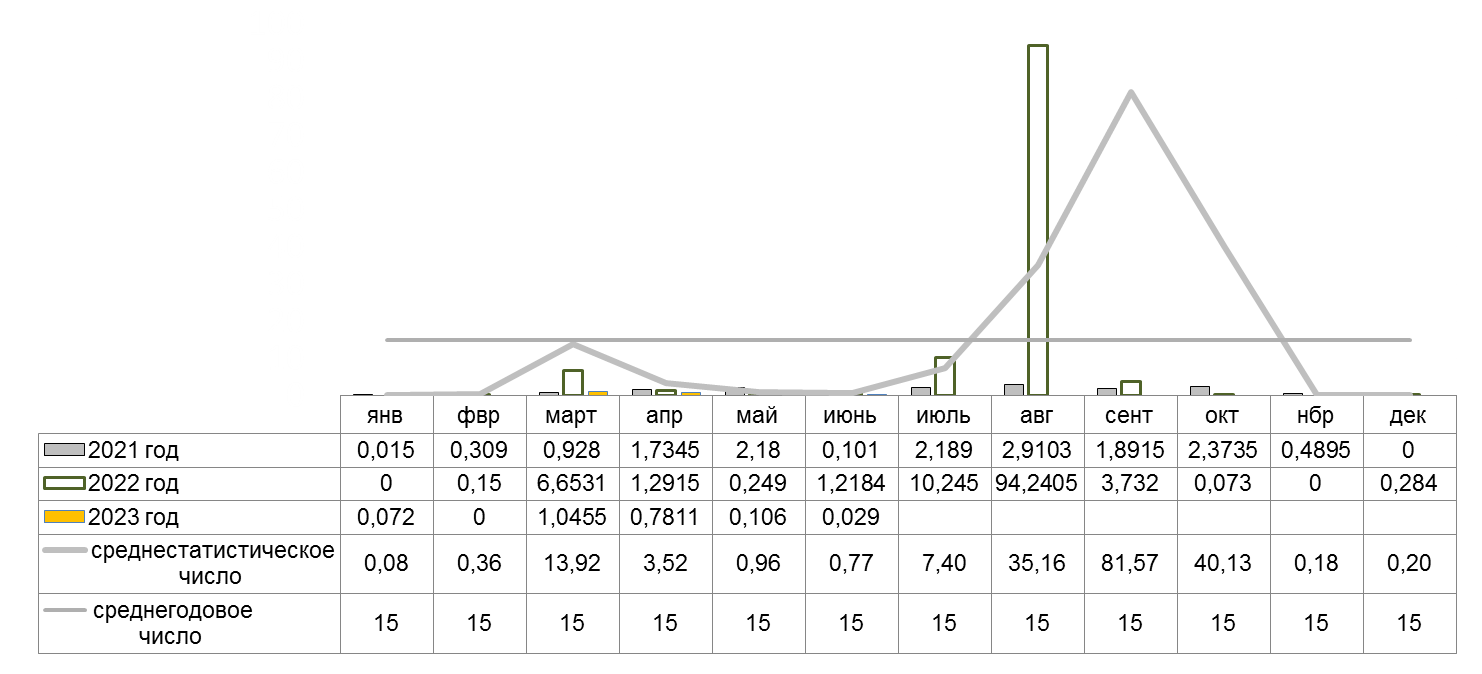 янв фвр март апр май июнь июль авг сент окт нбр дек
2021 год 0,015 0,309 0,928 1,7345 2,18 0,101 2,189 2,9103 1,8915 2,3735 0,4895 0
2022 год 0 0,15 6,6531 1,2915 0,249 1,2184 10,245 94,2405 3,732 0,073 0 0,284
2023 год 0,072 0 1,0455 0,7811 0,106 0,029
среднестатистическое
число 0,08 0,36 13,92 3,52 0,96 0,77 7,40 35,16 81,57 40,13 0,18 0,20
среднегодовое
число 15 15 15 15 15 15 15 15 15 15 15 15